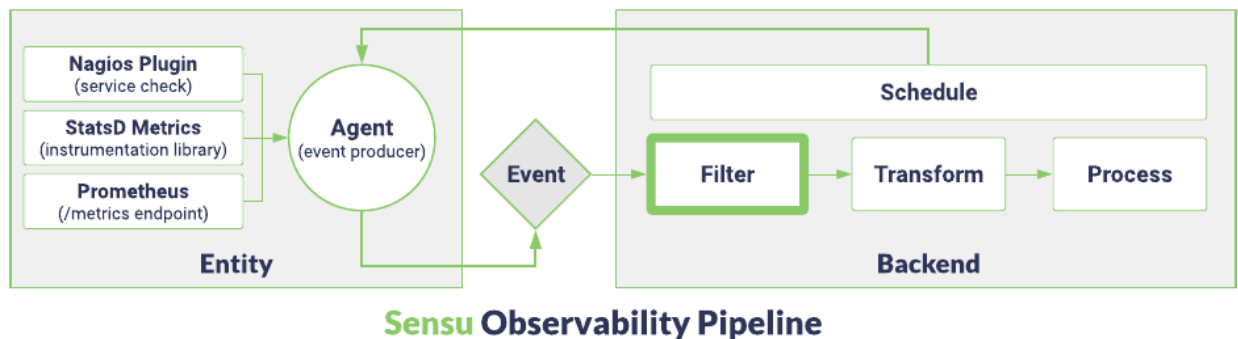 Nagios Plugin
(service check)
StatsD Metrics
(instrumentation library)
Prometheus
(/metrics endpoint)
Agent
(event producer)
Entity
Event
Schedule
Filter
Transform
Process
Backend
Sensu Observability Pipeline